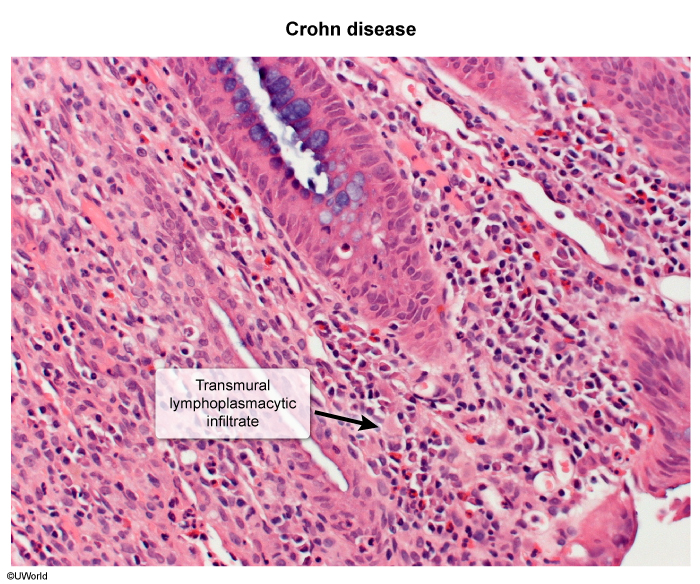 Crohn disease
Transmural
lymphoplasmacytic
infiltrate
©UWorld